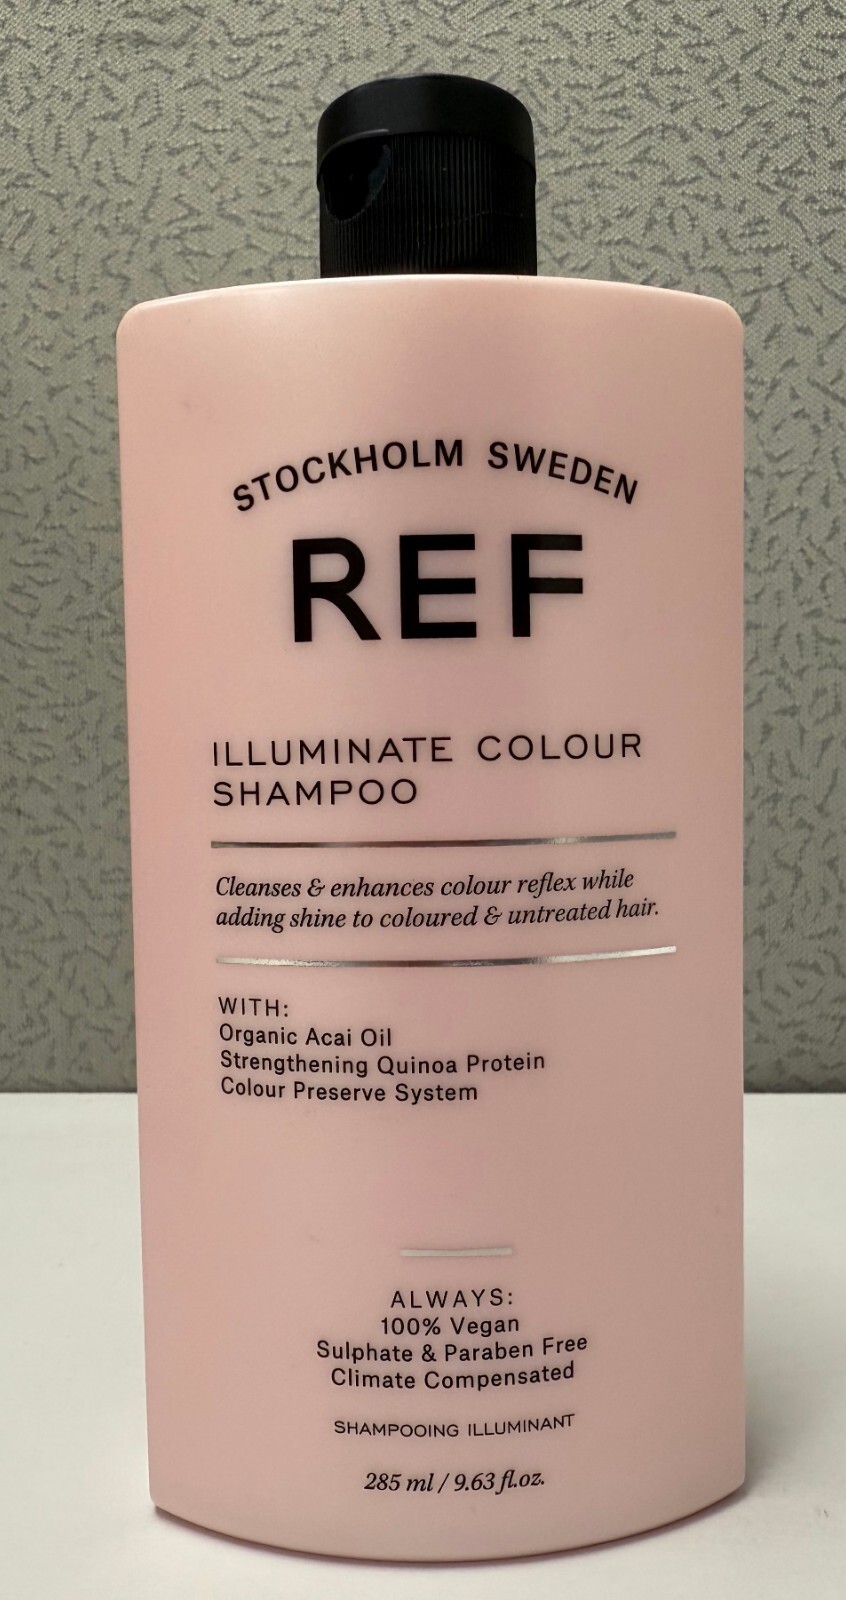 STOCKHOLM SWEDEN
REF
ILLUMINATE COLOUR
SHAMPOO
Cleanses & enhances colour reflex while
adding shine to coloured & untreated hair.
WITH:
Organic Acai Oil
Strengthening Quinoa Protein
Colour Preserve System
ALWAYS:
100% Vegan
Sulphate & Paraben Free
Climate Compensated
SHAMPOOING ILLUMINANT
285 ml / 9.63 fl.oz.